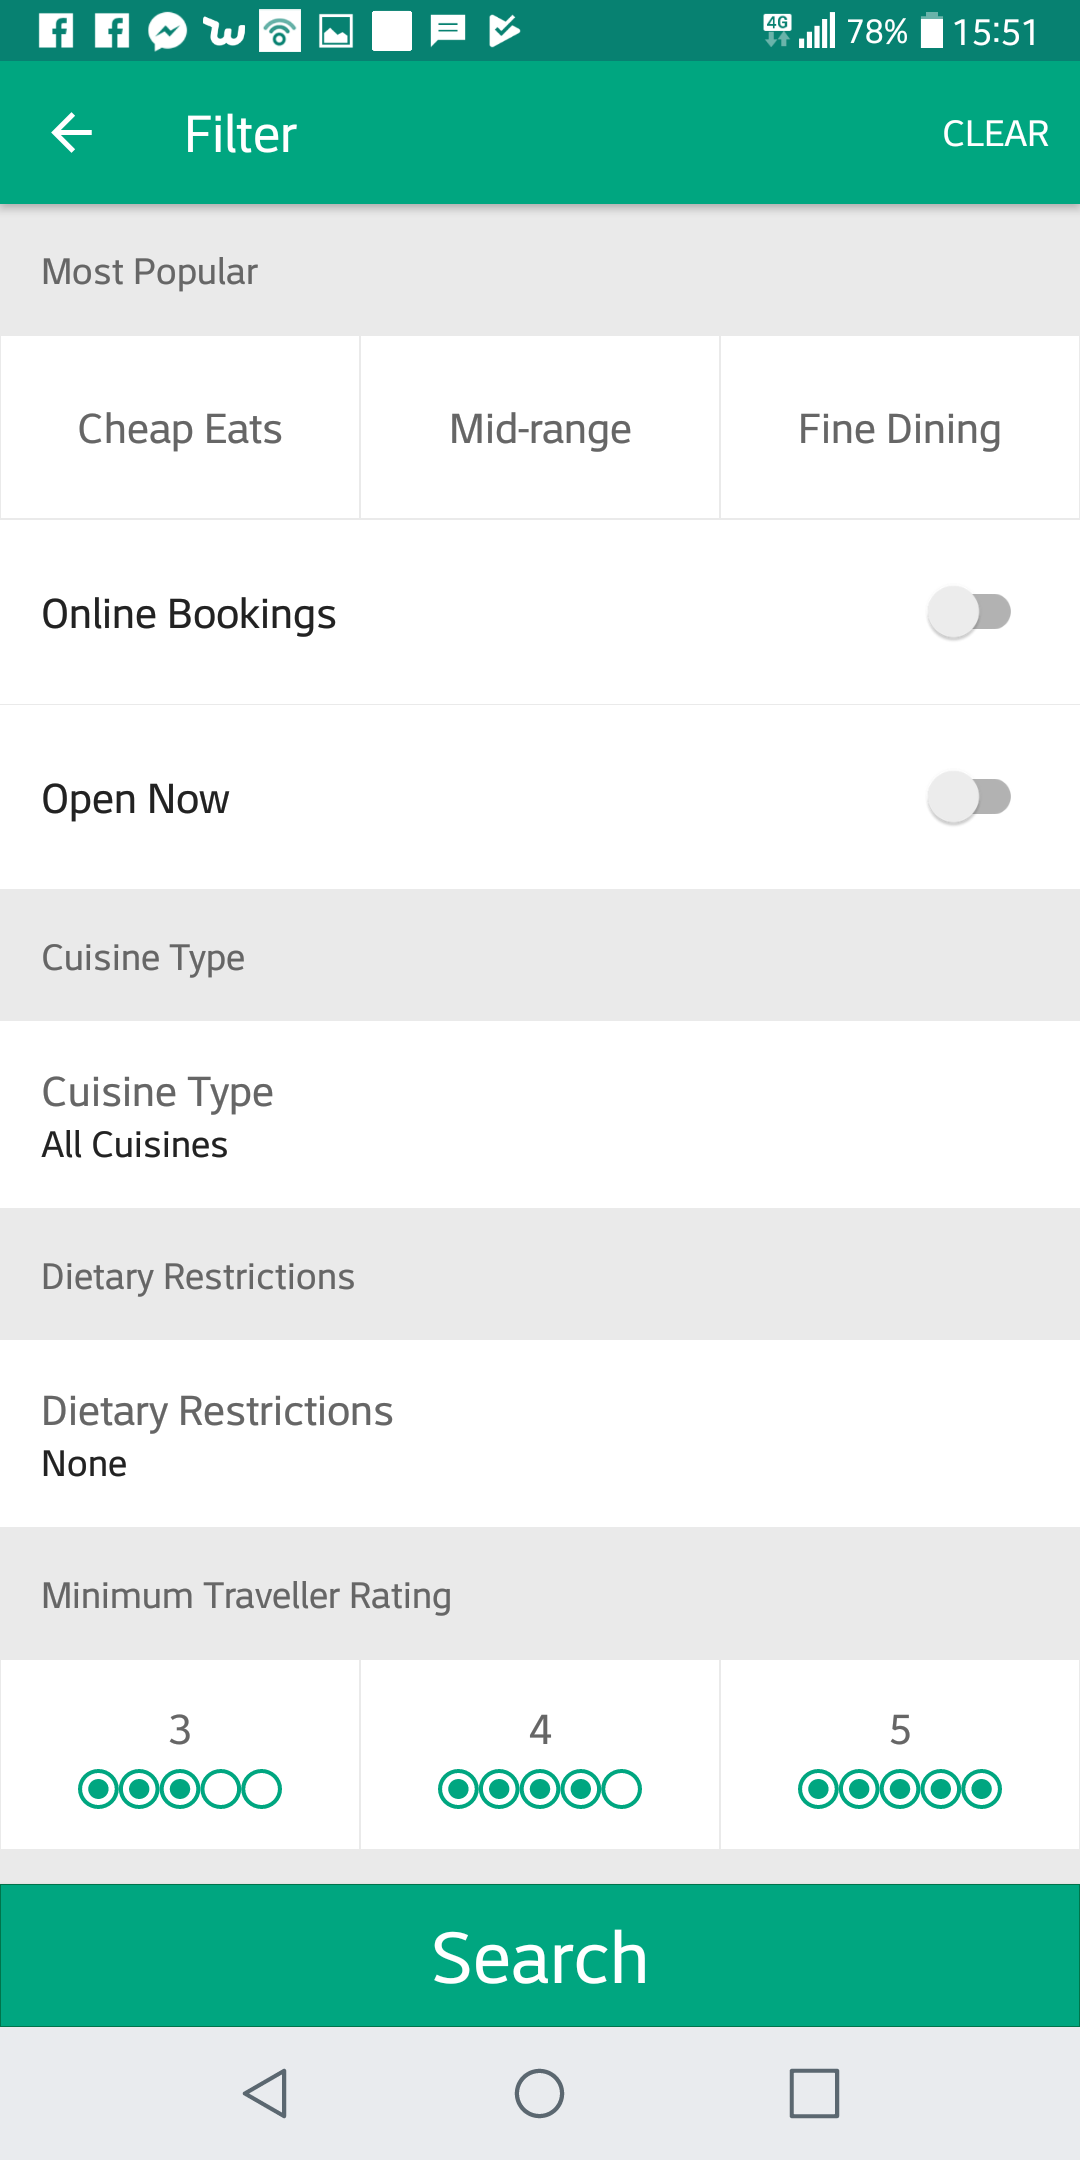 4G 78% 15:51
Filter CLEAR
Most Popular
Cheap Eats Mid-range Fine Dining
Online Bookings
Open Now
Cuisine Type
Cuisine Type
All Cuisines
Dietary Restrictions
Dietary Restrictions
None
Minimum Traveller Rating
3 4 5
Search